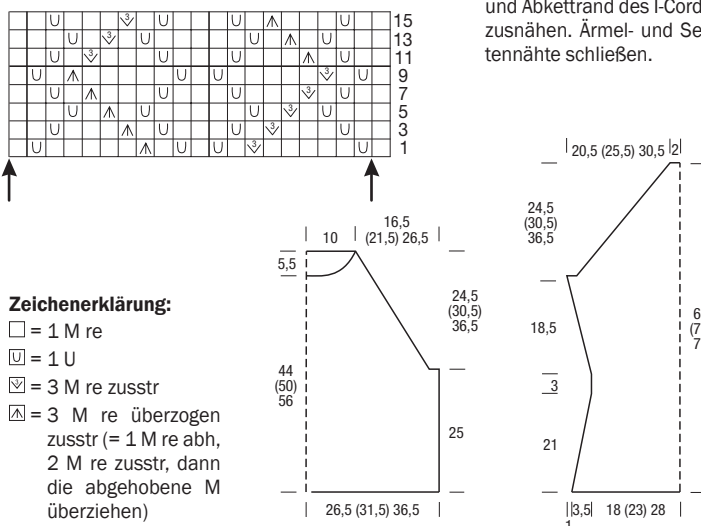 und Abkettrand des I-Cord
zusnähen. Ärmel- und Se
tennähte schließen.
15
13
11
9
7
5
3
1
Zeichenerklärung:
= 1 M re
U = 1 U
3 = 3 M re zusstr
= 3 M re überzogen
zusstr (= 1 M re abh,
2 M re zusstr, dann
die abgehobene M
überziehen)
10
16,5
(21,5) 26,5
5,5
24,5
(30,5)
36,5
44
(50)
56
25
26,5 (31,5) 36,5
20,5 (25,5) 30,5 2
24,5
(30,5)
36,5
18,5
3
21
3,5 18 (23) 28
1